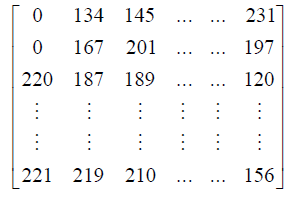 0 134 145 ... ... 231
0 167 201 ... ... 197
220 187 189 ... ... 120
⋮ ⋮ ⋮ ⋮ ⋮ ⋮
⋮ ⋮ ⋮ ⋮ ⋮ ⋮
221 219 210 ... ... 156